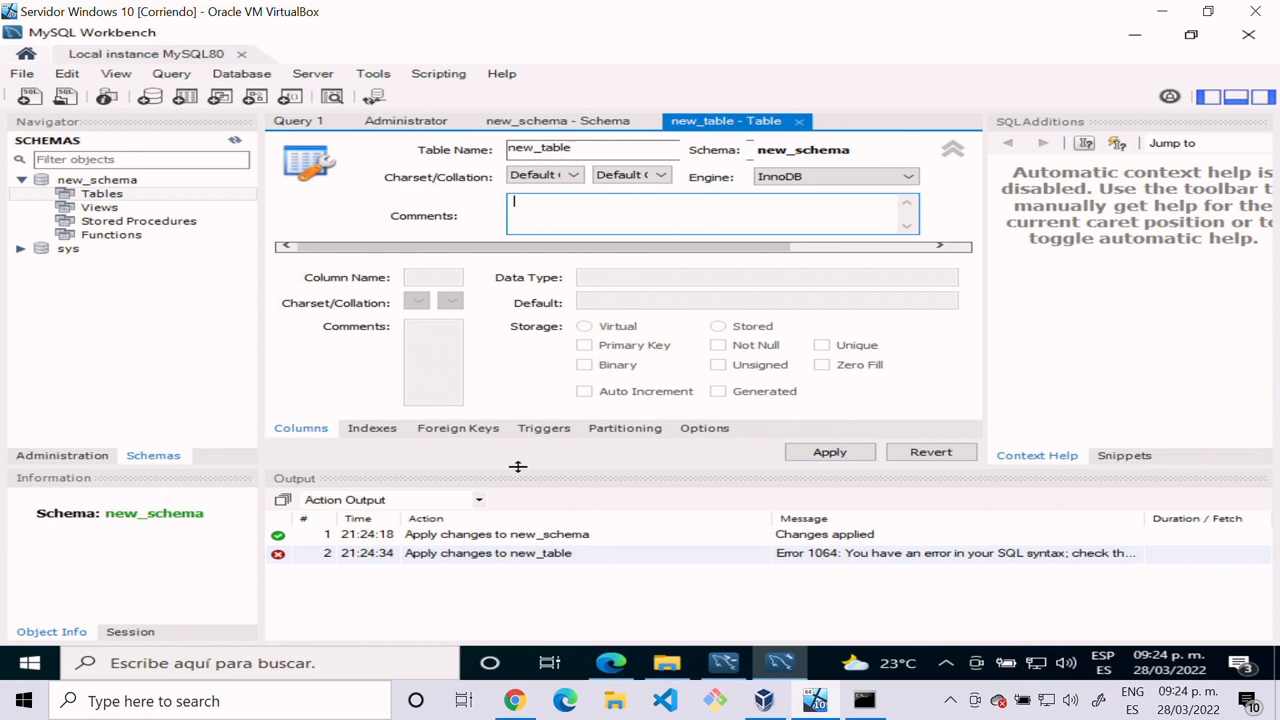 Servidor Windows 10 [Corriendo] - Oracle VM VirtualBox
MySQL Workbench
Local instance MySQL80
File Edit View Query Database Server Tools Scripting Help
Navigator
SCHEMAS
Filter objects
new_schema
Tables
Views
Stored Procedures
Functions
sys
Administration Schemas
Information
Schema: new_schema
Object Info Session
Query 1 Administrator new_schema - Schema new_table - Table
Table Name: new_table Schema: new_schema
Charset/Collation: Default Default Engine: InnoDB
Comments:
Column Name: Data Type:
Charset/Collation: Default:
Comments: Storage: Virtual Stored
Primary Key Not Null Unique
Binary Unsigned Zero Fill
Auto Increment Generated
Columns Indexes Foreign Keys Triggers Partitioning Options
Apply Revert
Output
Action Output
# Time Action Message Duration / Fetch
1 21:24:18 Apply changes to new_schema Changes applied
2 21:24:34 Apply changes to new_table Error 1064: You have an error in your SQL syntax; check th...
SQLAdditions
Jump to
Automatic context help is
disabled. Use the toolbar t
manually get help for the
current caret position or to
toggle automatic help.
Context Help Snippets
Escribe aquí para buscar.
23°C
ESP
ES
09:24 p. m.
28/03/2022
3
Type here to search
ENG
ES
09:24 p. m.
28/03/2022
10